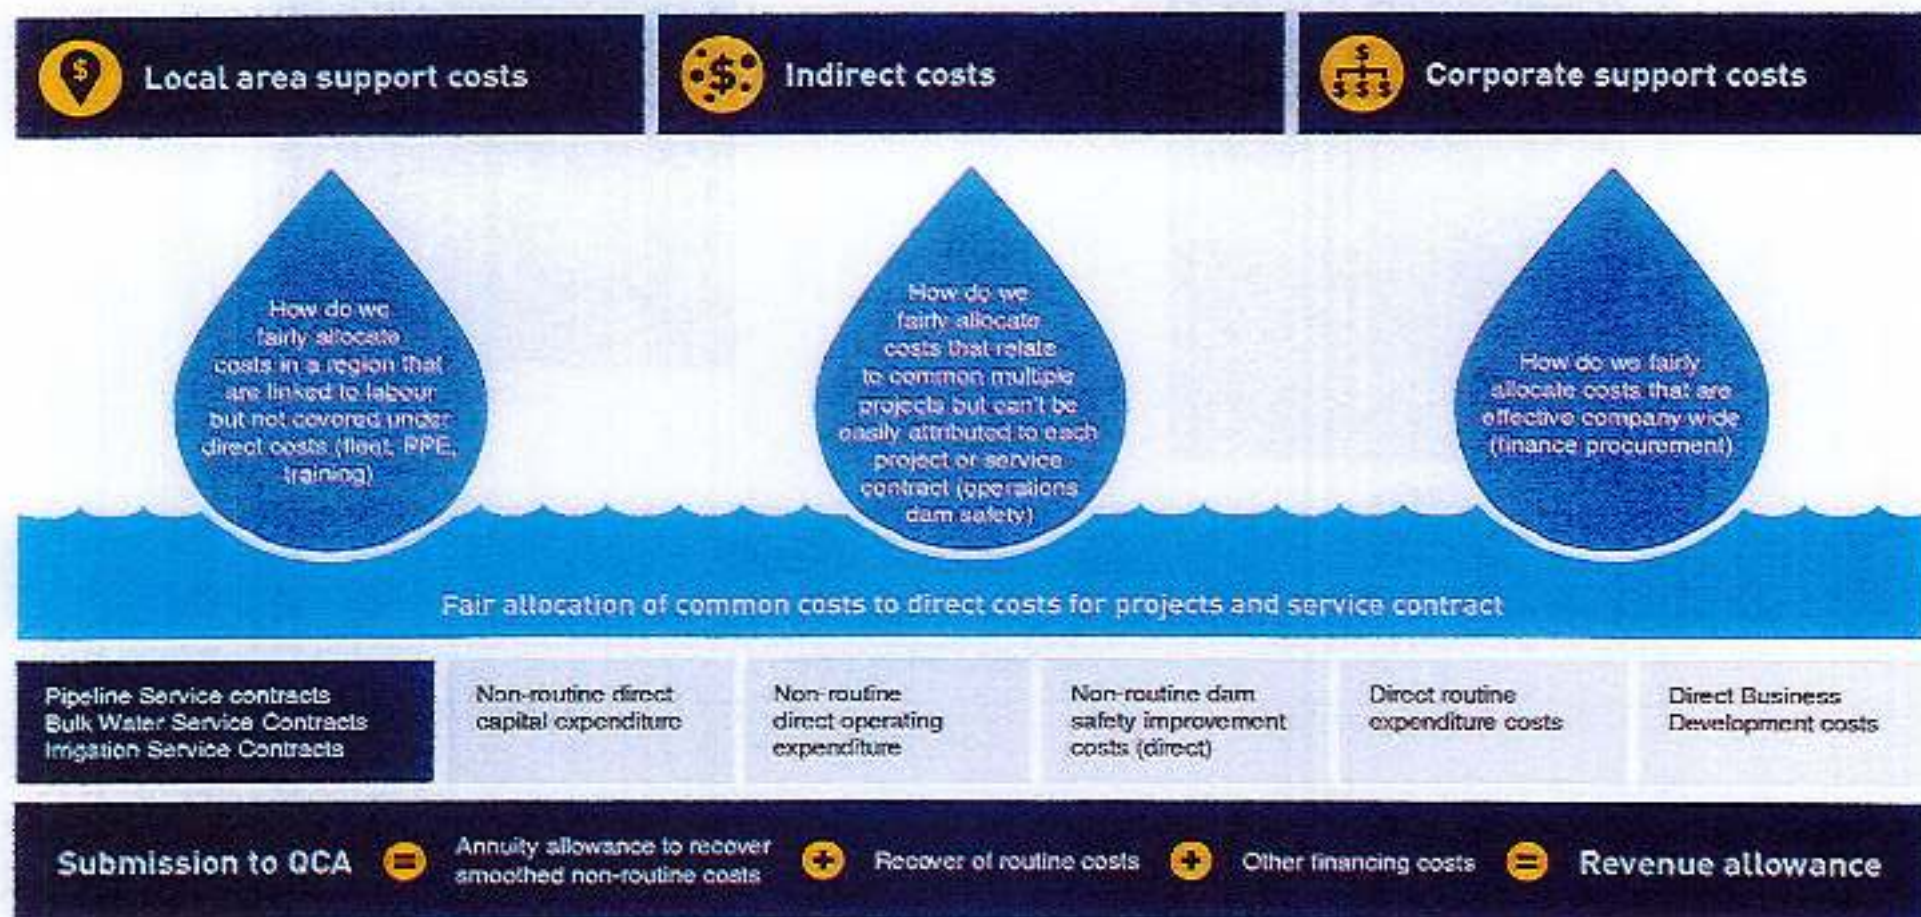 Local area support costs
Indirect costs
Corporate support costs
How do we
fairly allocate
costs in a region that
are linked to labour
but not covered under
direct costs (fleet, PPE,
training)
How do we
fairly allocate
costs that relate
to common multiple
projects but can't be
easily attributed to each
project or service
contract (operations
dam safety)
How do we fairly
allocate costs that are
effective company wide
(finance procurement)
Fair allocation of common costs to direct costs for projects and service contract
Pipeline Service contracts
Bulk Water Service Contracts
Irrigation Service Contracts
Non-routine direct
capital expenditure
Non-routine
direct operating
expenditure
Non-routine dam
safety improvement
costs (direct)
Direct routine
expenditure costs
Direct Business
Development costs
Submission to QCA = Annuity allowance to recover
smoothed non-routine costs + Recover of routine costs + Other financing costs = Revenue allowance